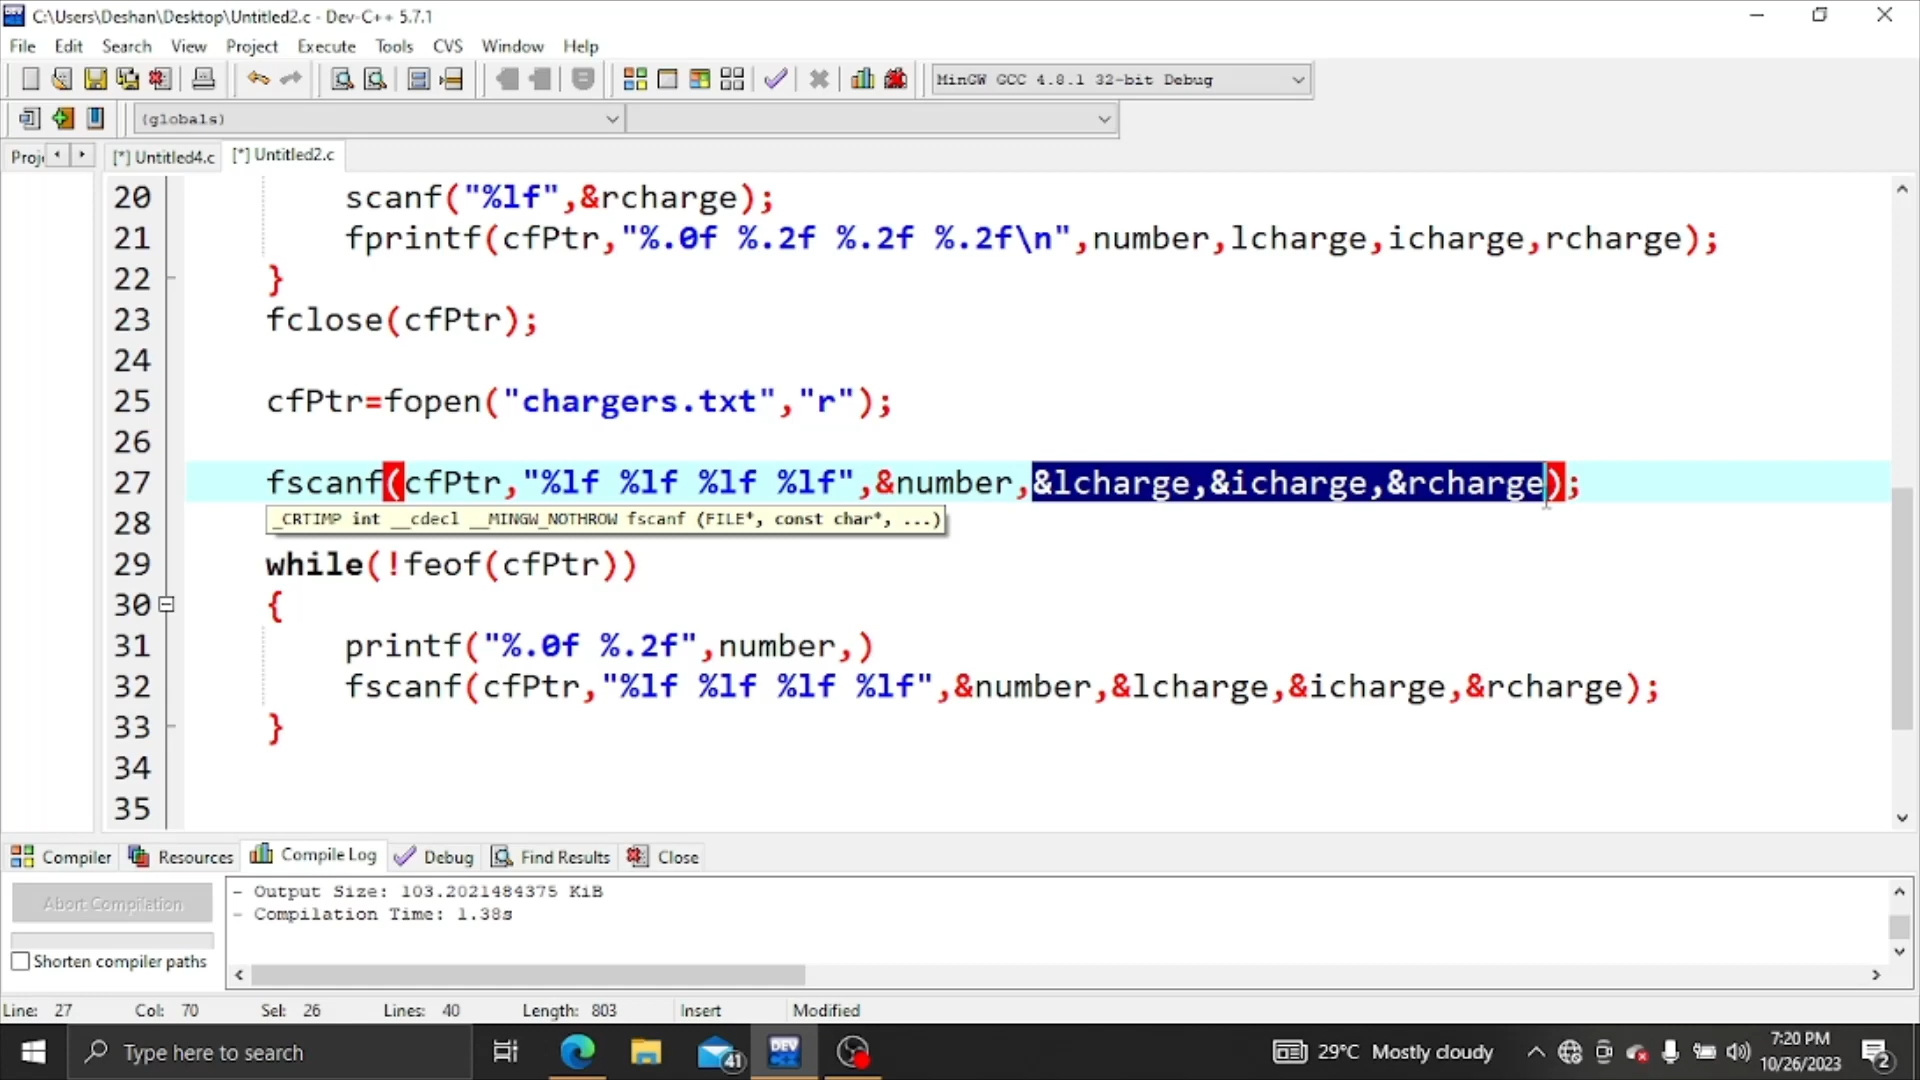 C:\Users\Deshan\Desktop\Untitled2.c - Dev-C++ 5.7.1
File Edit Search View Project Execute Tools CVS Window Help
MinGW GCC 4.8.1 32-bit Debug
(globals)
Proj [*] Untitled4.c [*] Untitled2.c
20 scanf("%lf",&rcharge);
21 fprintf(cfPtr,"%.0f %.2f %.2f %.2f\n",number,lcharge,icharge,rcharge);
22 }
23 fclose(cfPtr);
24
25 cfPtr=fopen("chargers.txt","r");
26
27 fscanf(cfPtr,"%lf %lf %lf %lf",&number,&lcharge,&icharge,&rcharge);
28 _CRTIMP int __cdecl __MINGW_NOTHROW fscanf (FILE*, const char*, ...)
29 while(!feof(cfPtr))
30 {
31 printf("%.0f %.2f",number,)
32 fscanf(cfPtr,"%lf %lf %lf %lf",&number,&lcharge,&icharge,&rcharge);
33 }
34
35
Compiler Resources Compile Log Debug Find Results Close
Abort Compilation
- Output Size: 103.2021484375 KiB
- Compilation Time: 1.38s
Shorten compiler paths
Line: 27 Col: 70 Sel: 26 Lines: 40 Length: 803 Insert Modified
Type here to search
41
DEV
C++
29°C Mostly cloudy
7:20 PM
10/26/2023
2